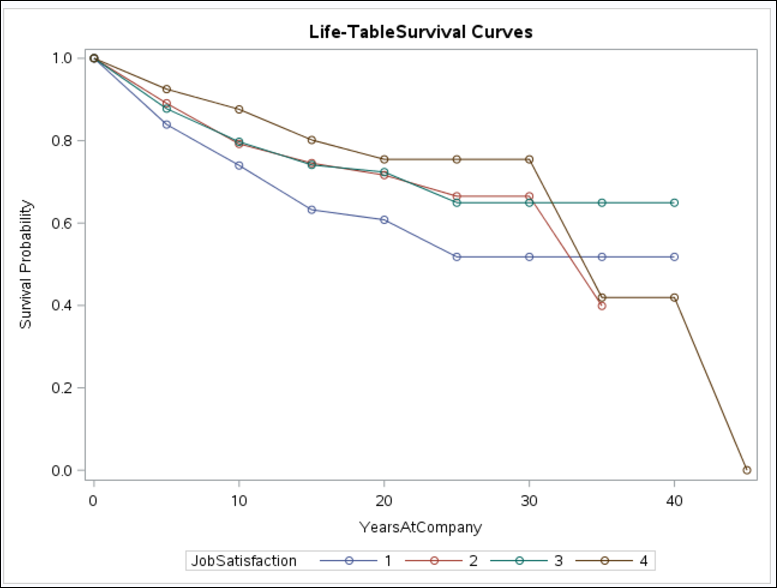 Life-TableSurvival Curves
Survival Probability
1.0
0.8
0.6
0.4
0.2
0.0
0 10 20 30 40
YearsAtCompany
JobSatisfaction 1 2 3 4